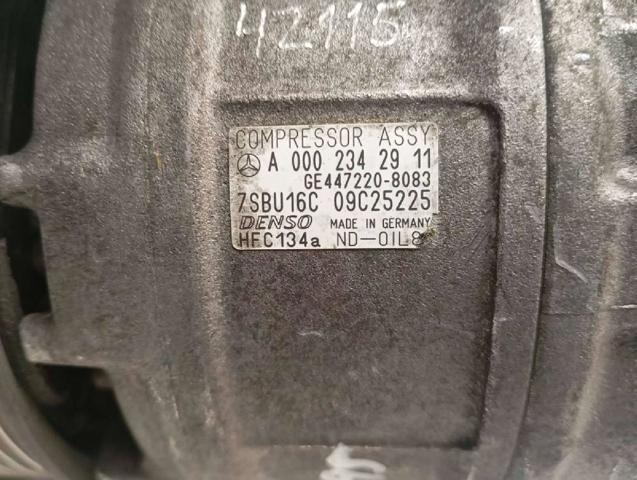 42115
COMPRESSOR ASSY
A 000 234 29 11
GE447220-8083
7SBU16C 09C25225
DENSO MADE IN GERMANY
HFC134a ND-OIL8